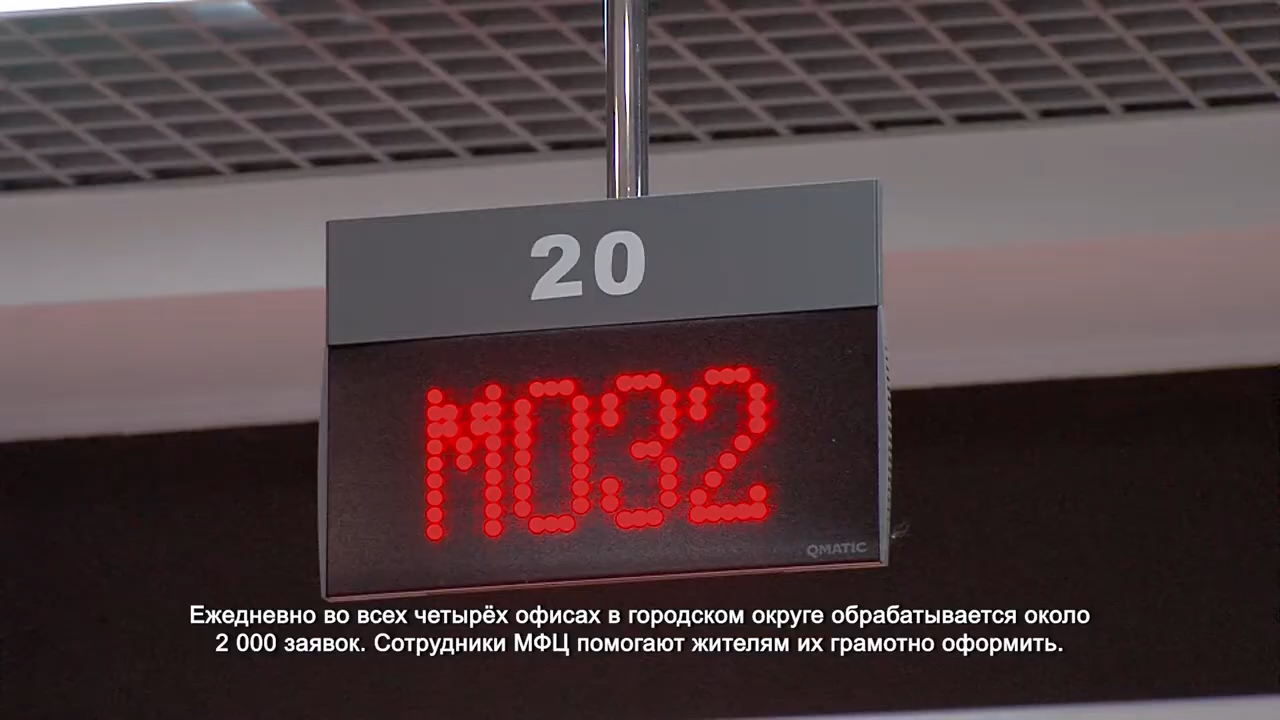 20
M032
QMATIC
Ежедневно во всех четырёх офисах в городском округе обрабатывается около
2 000 заявок. Сотрудники МФЦ помогают жителям их грамотно оформить.